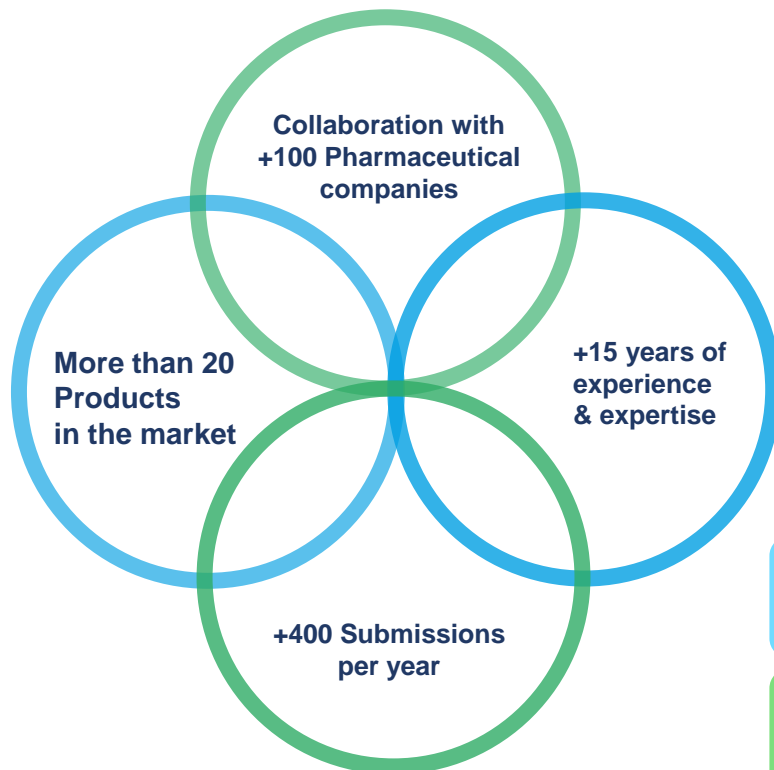 Collaboration with
+100 Pharmaceutical
companies
More than 20
Products
in the market
+15 years of
experience
& expertise
+400 Submissions
per year